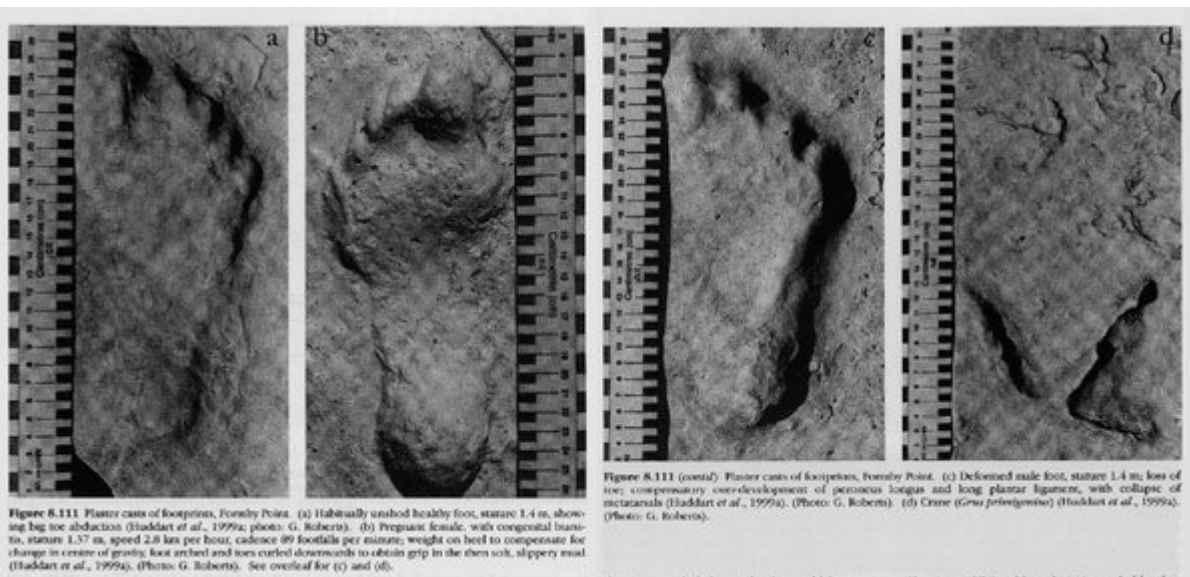 a
b
c
d
Figure 8.111 Plaster casts of footprints, Formby Point. (a) Habitually unshod healthy foot, stature 1.4 m, show-
ing big toe abduction (Huddart et al., 1999a; photo: G. Roberts). (b) Pregnant female, with congenital
stature 1.37 m, speed 2.8 km per hour, cadence 89 footfalls per minute; weight on heel to compensate for
change in centre of gravity, foot arched and toes curled downwards to obtain grip in the then soft, slippery mud
(Huddart et al., 1999a). (Photo: G. Roberts). See overleaf for (c) and (d).
Figure 8.111 (contd) Plaster casts of footprints, Formby Point. (c) Deformed male foot, stature 1.4 m; loss of
toe; compensatory over-development of peroneus longus and long plantar ligament, with collapse of
metatarsals (Huddart et al., 1999a). (Photo: G. Roberts). (d) Crane (Grus primigenius) (Huddart et al., 1999a).
(Photo: G. Roberts).